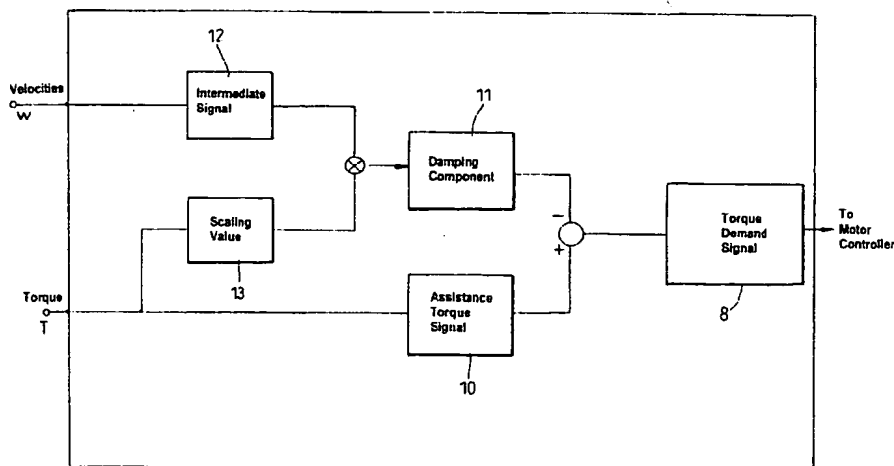 12
Velocities
w
Intermediate
Signal
11
Damping
Component
Scaling
Value
13
Torque
T
Assistance
Torque
Signal
10
−
+
Torque
Demand
Signal
8
To
Motor
Controller